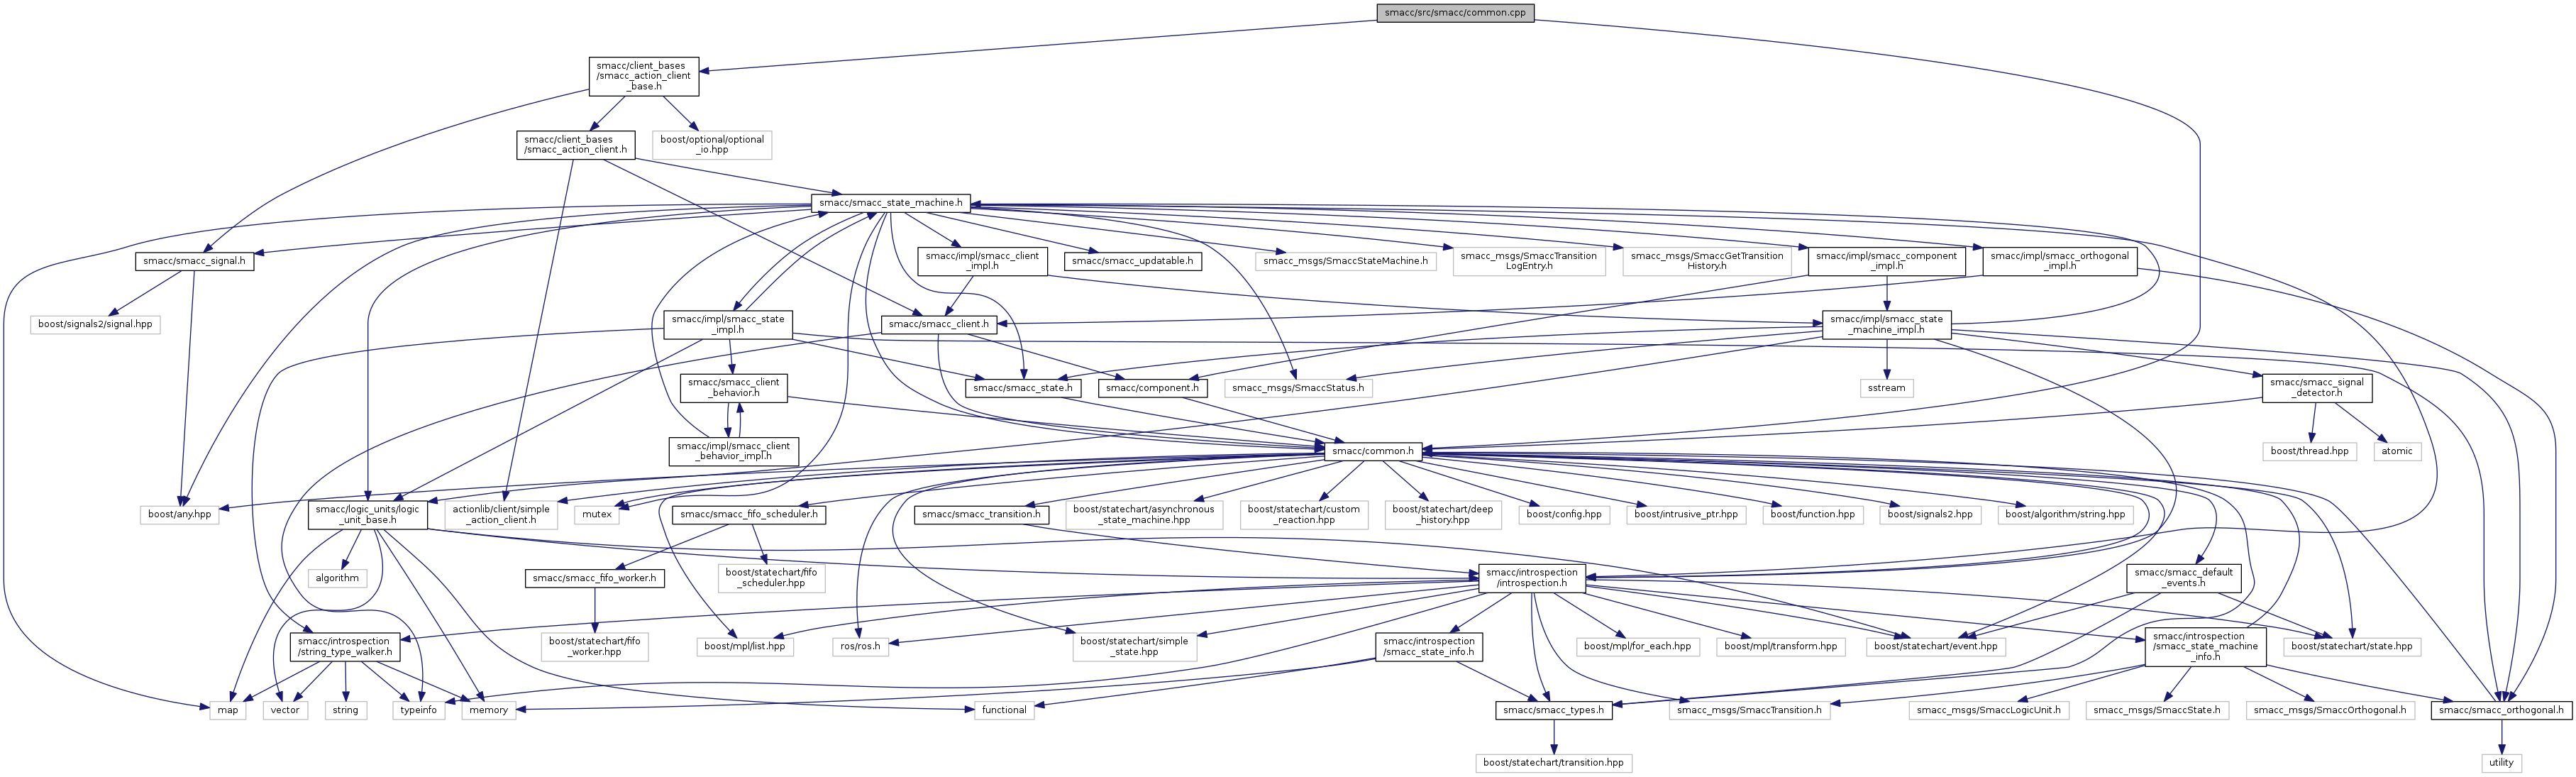 smacc/src/smacc/common.cpp
smacc/client_bases
/smacc_action_client
_base.h
smacc/client_bases
/smacc_action_client.h
boost/optional/optional
_io.hpp
smacc/smacc_state_machine.h
smacc/smacc_signal.h
smacc/impl/smacc_client
_impl.h
smacc/smacc_updatable.h
smacc_msgs/SmaccStateMachine.h
smacc_msgs/SmaccTransition
LogEntry.h
smacc_msgs/SmaccGetTransition
History.h
smacc/impl/smacc_component
_impl.h
smacc/impl/smacc_orthogonal
_impl.h
boost/signals2/signal.hpp
smacc/impl/smacc_state
_impl.h
smacc/smacc_client.h
smacc/impl/smacc_state
_machine_impl.h
smacc/smacc_client
_behavior.h
smacc/smacc_state.h
smacc/component.h
smacc_msgs/SmaccStatus.h
sstream
smacc/smacc_signal
_detector.h
smacc/impl/smacc_client
_behavior_impl.h
smacc/common.h
boost/thread.hpp
atomic
boost/any.hpp
smacc/logic_units/logic
_unit_base.h
actionlib/client/simple
_action_client.h
mutex
smacc/smacc_fifo_scheduler.h
smacc/smacc_transition.h
boost/statechart/asynchronous
_state_machine.hpp
boost/statechart/custom
_reaction.hpp
boost/statechart/deep
_history.hpp
boost/config.hpp
boost/intrusive_ptr.hpp
boost/function.hpp
boost/signals2.hpp
boost/algorithm/string.hpp
algorithm
smacc/smacc_fifo_worker.h
boost/statechart/fifo
_scheduler.hpp
smacc/introspection
/introspection.h
smacc/smacc_default
_events.h
smacc/introspection
/string_type_walker.h
boost/statechart/fifo
_worker.hpp
boost/mpl/list.hpp
ros/ros.h
boost/statechart/simple
_state.hpp
smacc/introspection
/smacc_state_info.h
boost/mpl/for_each.hpp
boost/mpl/transform.hpp
boost/statechart/event.hpp
smacc/introspection
/smacc_state_machine
_info.h
boost/statechart/state.hpp
map
vector
string
typeinfo
memory
functional
smacc/smacc_types.h
smacc_msgs/SmaccTransition.h
smacc_msgs/SmaccLogicUnit.h
smacc_msgs/SmaccState.h
smacc_msgs/SmaccOrthogonal.h
smacc/smacc_orthogonal.h
boost/statechart/transition.hpp
utility